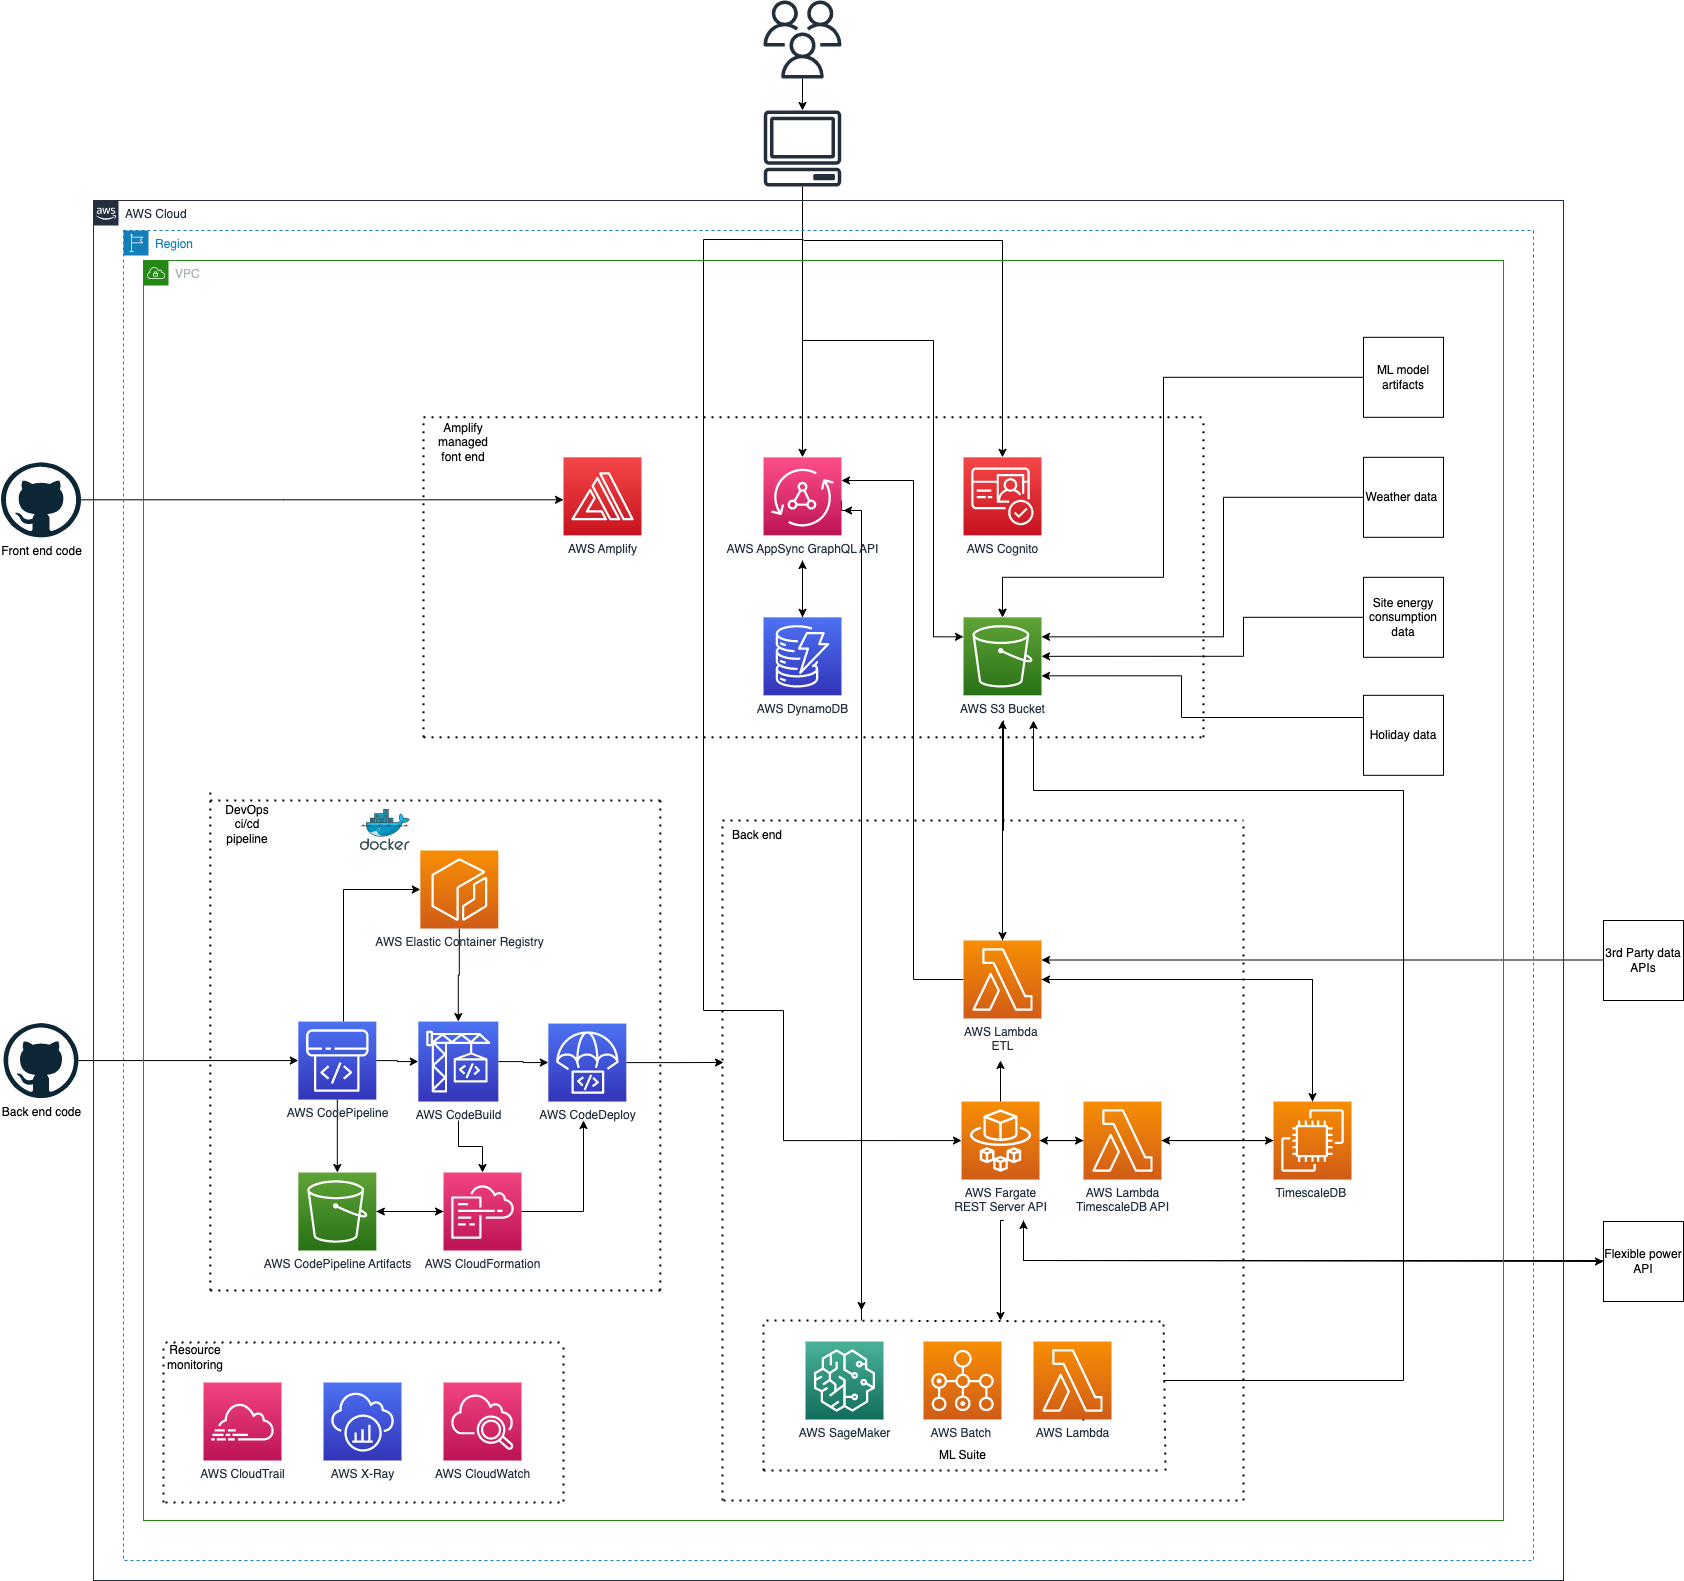 aws
AWS Cloud
Region
VPC
ML model
artifacts
Amplify
managed
font end
Weather data
Front end code
AWS Amplify
AWS AppSync GraphQL API
AWS Cognito
Site energy
consumption
data
AWS DynamoDB
AWS S3 Bucket
Holiday data
DevOps
ci/cd
pipeline
docker
Back end
AWS Elastic Container Registry
3rd Party data
APIs
AWS Lambda
ETL
Back end code
AWS CodePipeline
AWS CodeBuild
AWS CodeDeploy
AWS Fargate
REST Server API
AWS Lambda
TimescaleDB API
TimescaleDB
AWS CodePipeline Artifacts
AWS CloudFormation
Flexible power
API
Resource
monitoring
AWS CloudTrail
AWS X-Ray
AWS CloudWatch
AWS SageMaker
AWS Batch
AWS Lambda
ML Suite